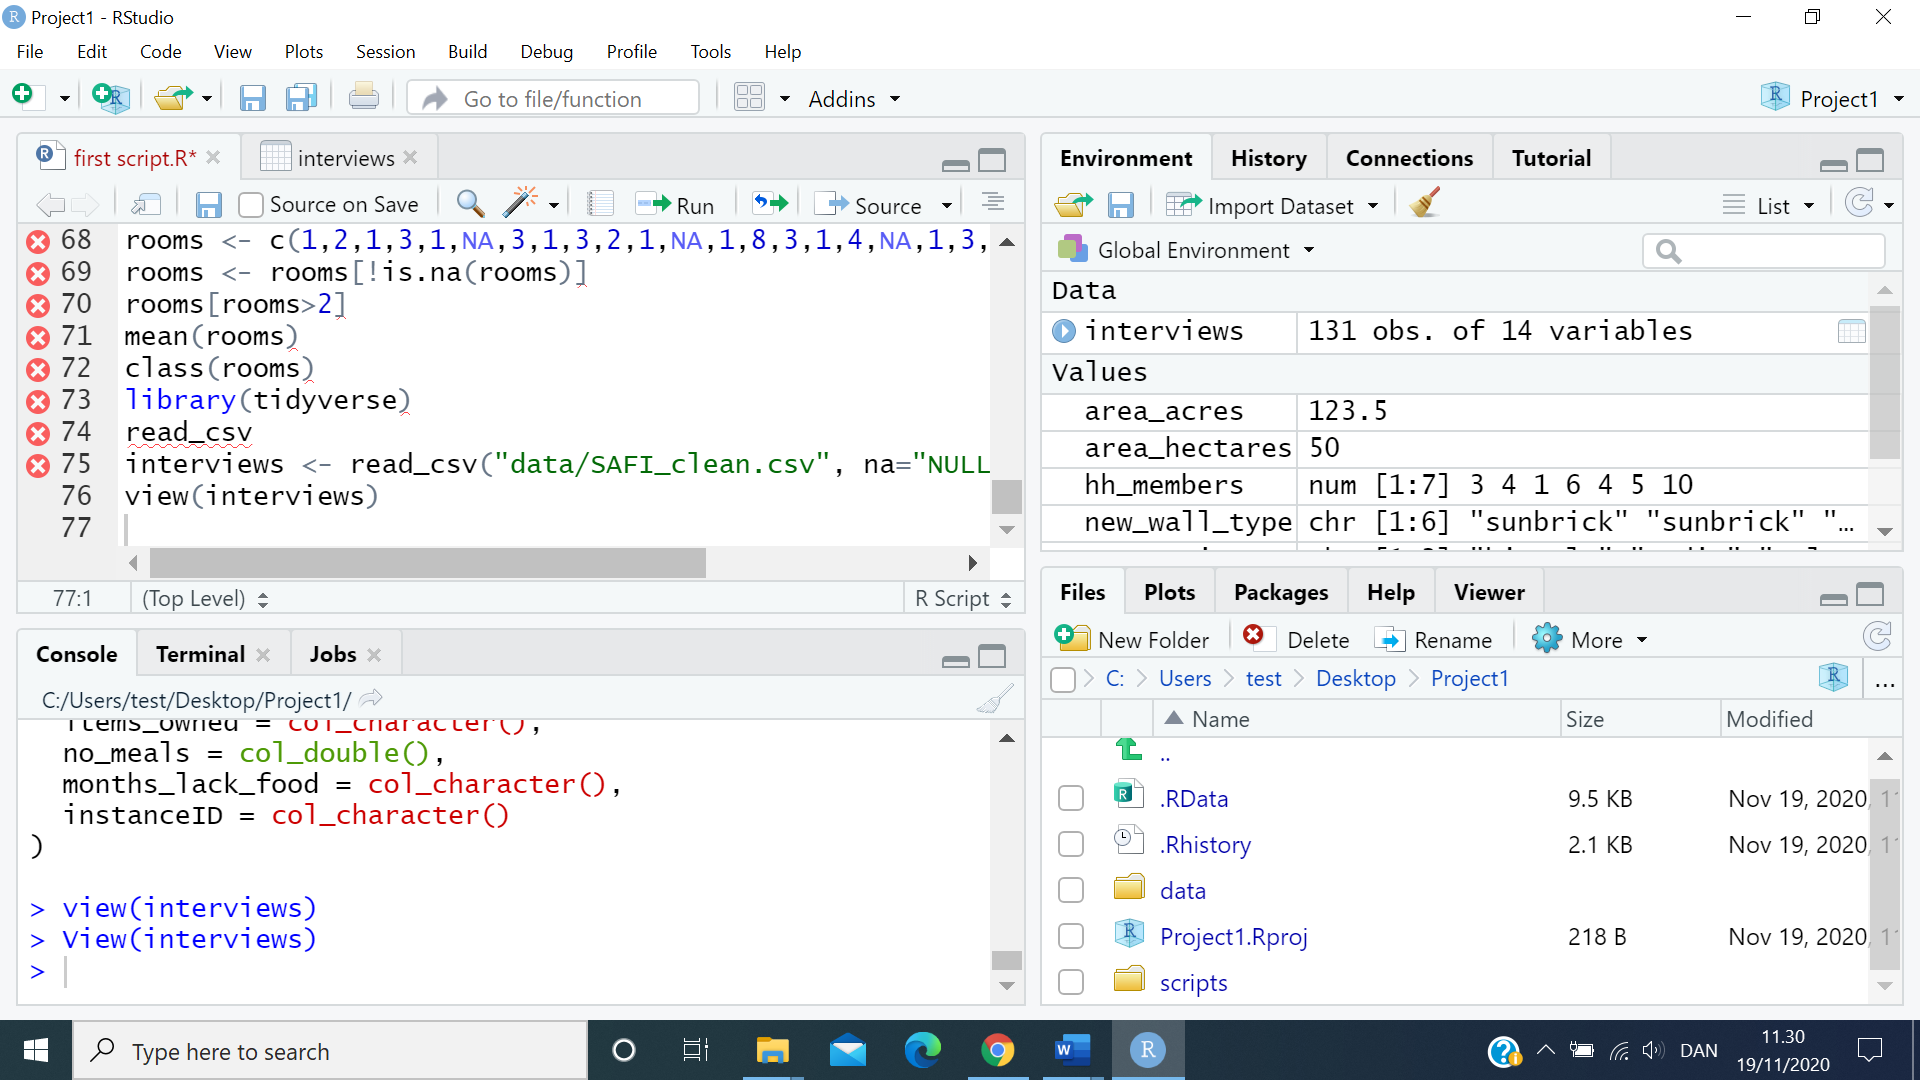 Project1 - RStudio
File Edit Code View Plots Session Build Debug Profile Tools Help
Go to file/function Addins Project1
first script.R* interviews
Source on Save Run Source
68 rooms <- c(1,2,1,3,1,NA,3,1,3,2,1,NA,1,8,3,1,4,NA,1,3,
69 rooms <- rooms[!is.na(rooms)]
70 rooms[rooms>2]
71 mean(rooms)
72 class(rooms)
73 library(tidyverse)
74 read_csv
75 interviews <- read_csv("data/SAFI_clean.csv", na="NULL
76 view(interviews)
77
77:1 (Top Level) R Script
Console Terminal Jobs
C:/Users/test/Desktop/Project1/
items_owned = col_character(),
no_meals = col_double(),
months_lack_food = col_character(),
instanceID = col_character()
)
> view(interviews)
> View(interviews)
>
Environment History Connections Tutorial
Import Dataset List
Global Environment
Data
interviews 131 obs. of 14 variables
Values
area_acres 123.5
area_hectares 50
hh_members num [1:7] 3 4 1 6 4 5 10
new_wall_type chr [1:6] "sunbrick" "sunbrick" "…
Files Plots Packages Help Viewer
New Folder Delete Rename More
C: Users test Desktop Project1 ...
Name Size Modified
..
.RData 9.5 KB Nov 19, 2020, 1
.Rhistory 2.1 KB Nov 19, 2020, 1
data
Project1.Rproj 218 B Nov 19, 2020, 1
scripts
Type here to search
DAN 11.30
19/11/2020